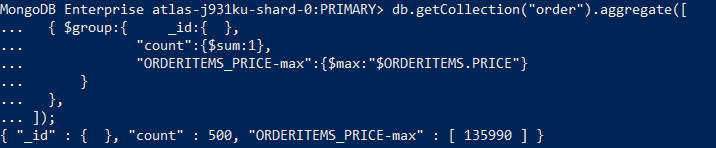 MongoDB Enterprise atlas-j931ku-shard-0:PRIMARY> db.getCollection("order").aggregate([
...    { $group:{     _id:{  },
...             "count":{$sum:1},
...             "ORDERITEMS_PRICE-max":{$max:"$ORDERITEMS.PRICE"}
...       }
...    },
... ]);
{ "_id" : {  }, "count" : 500, "ORDERITEMS_PRICE-max" : [ 135990 ] }